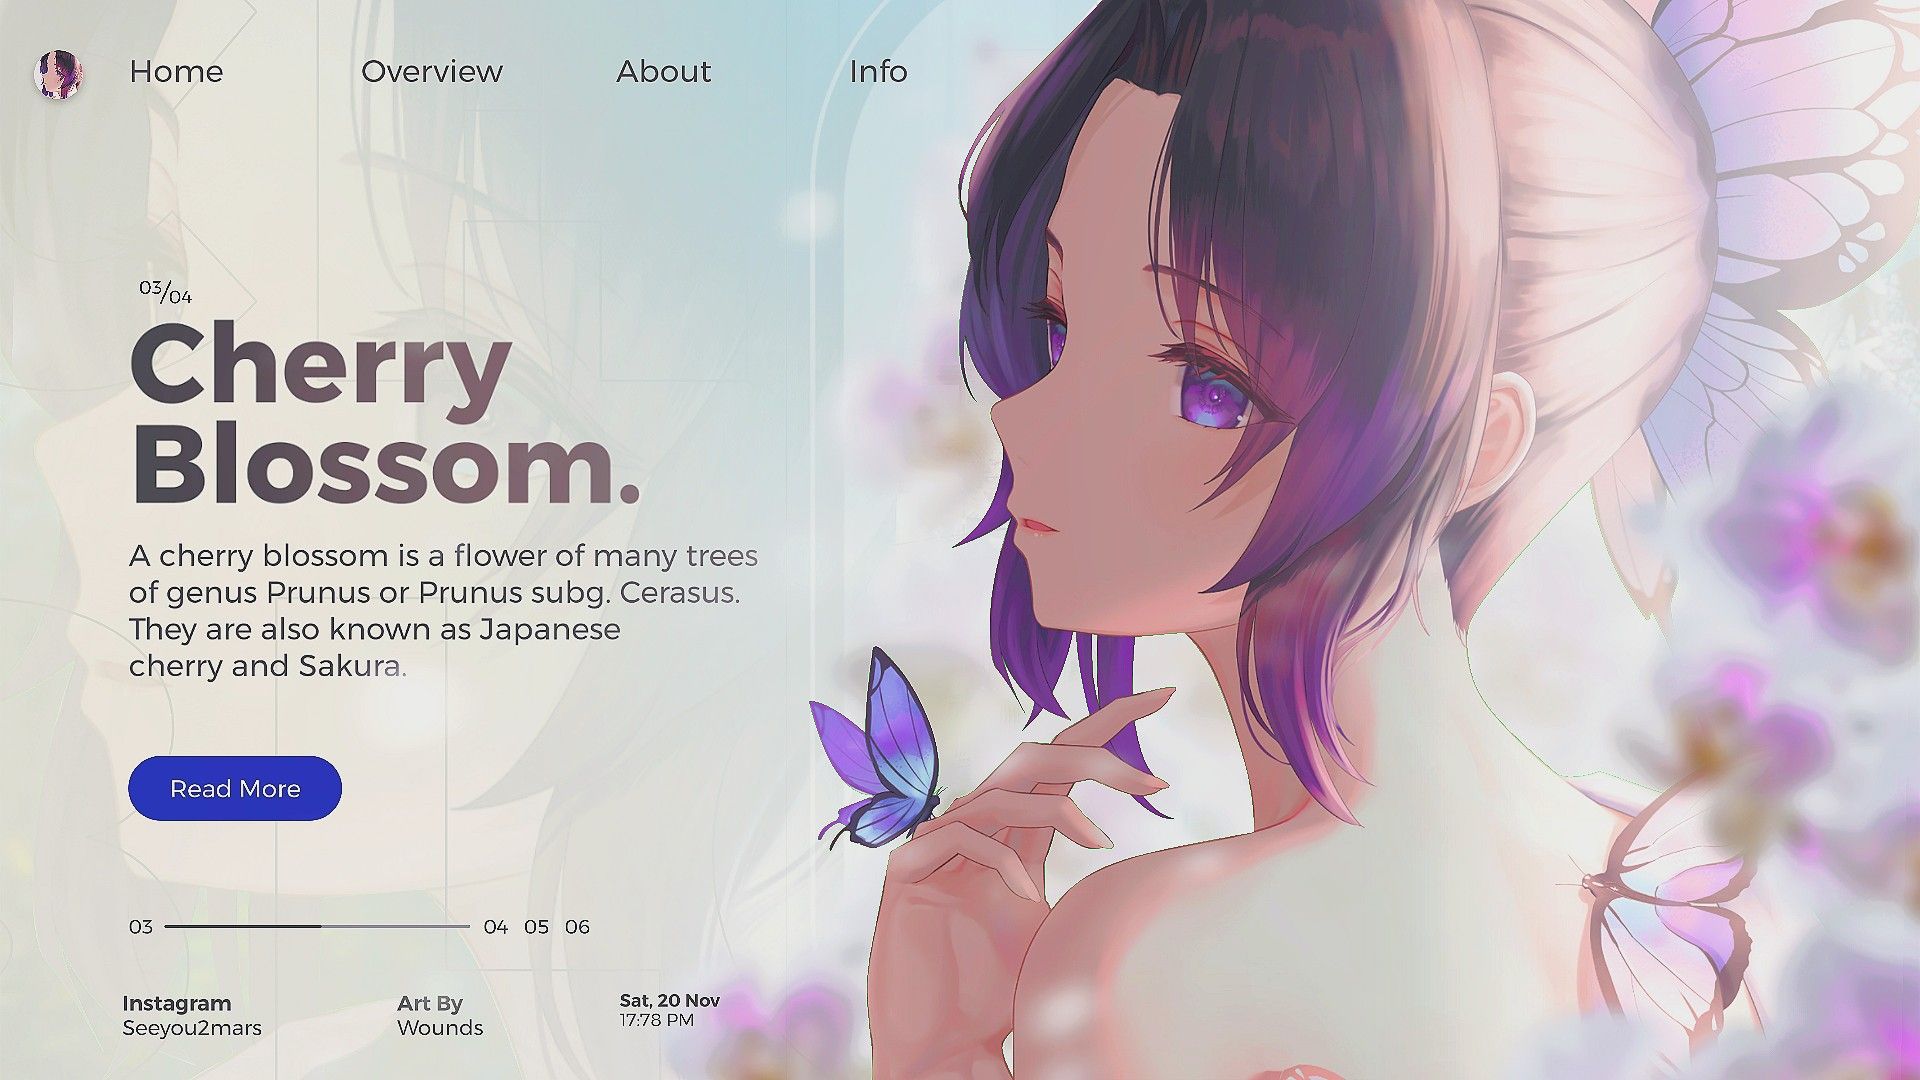 Home
Overview
About
Info
03/04
Cherry
Blossom.
A cherry blossom is a flower of many trees
of genus Prunus or Prunus subg. Cerasus.
They are also known as Japanese
cherry and Sakura.
Read More
03 04 05 06
Instagram
Seeyou2mars
Art By
Wounds
Sat, 20 Nov
17:78 PM